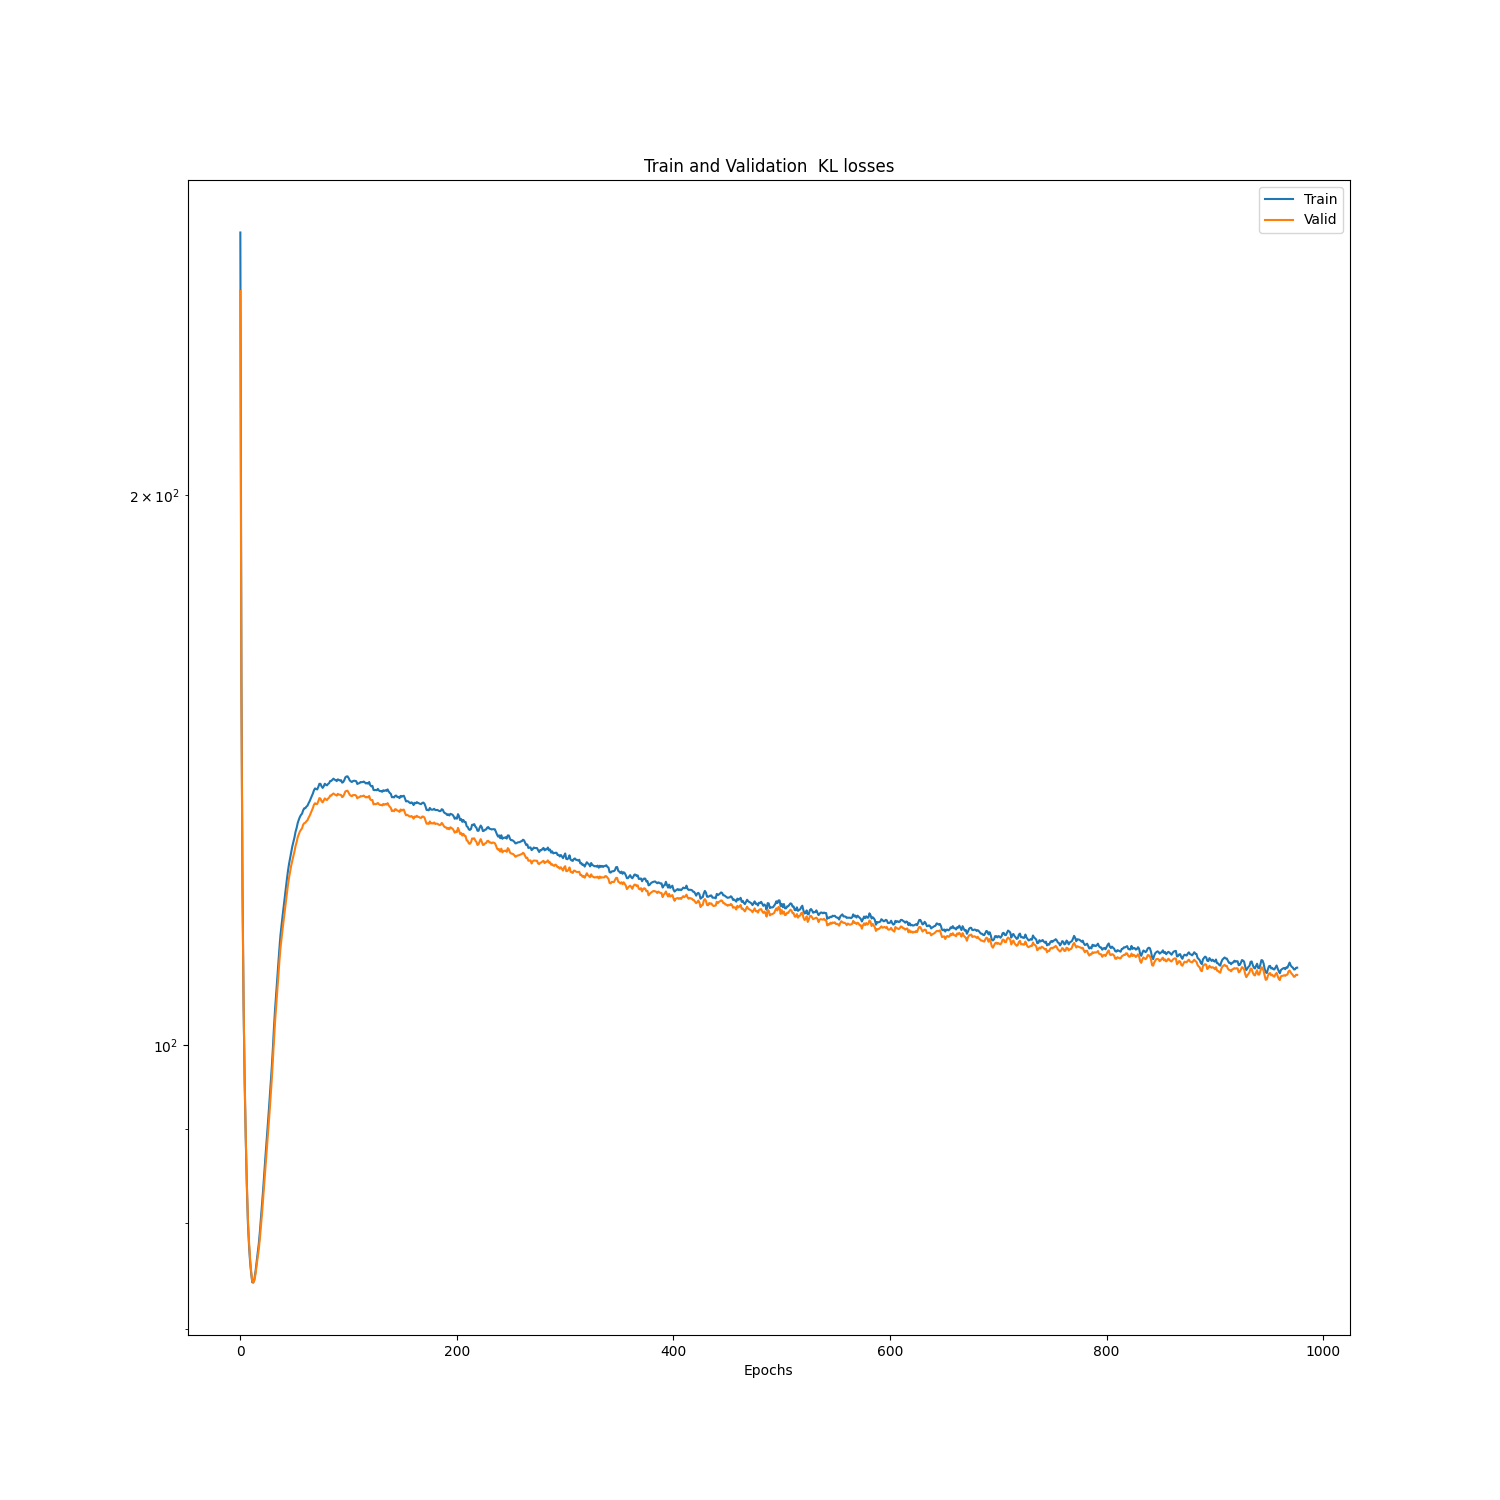 Train and Validation  KL losses
Train
Valid
2 × 10²
10²
0 200 400 600 800 1000
Epochs